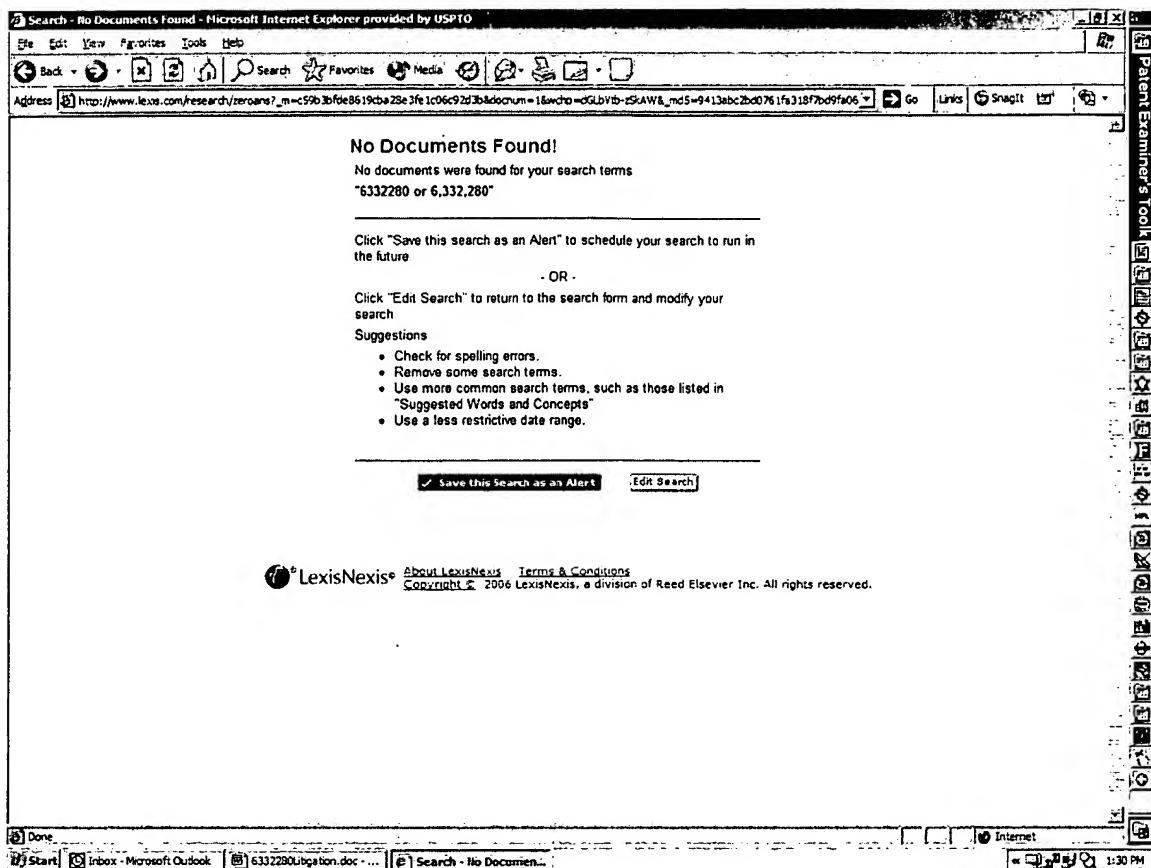 Search - No Documents Found - Microsoft Internet Explorer provided by USPTO
File Edit View Favorites Tools Help
Back Search Favorites Media
Address Go Links SnagIt
No Documents Found!
No documents were found for your search terms
"6332280 or 6,332,280"
Click "Save this search as an Alert" to schedule your search to run in
the future
- OR -
Click "Edit Search" to return to the search form and modify your
search
Suggestions
• Check for spelling errors.
• Remove some search terms.
• Use more common search terms, such as those listed in
"Suggested Words and Concepts"
• Use a less restrictive date range.
✓ Save this Search as an Alert Edit Search
LexisNexis® About LexisNexis Terms & Conditions
Copyright © 2006 LexisNexis, a division of Reed Elsevier Inc. All rights reserved.
Patent Examiner's Toolk
Done Internet
Start Inbox - Microsoft Outlook 6332280Litigation.doc - ... Search - No Documen... 1:30 PM